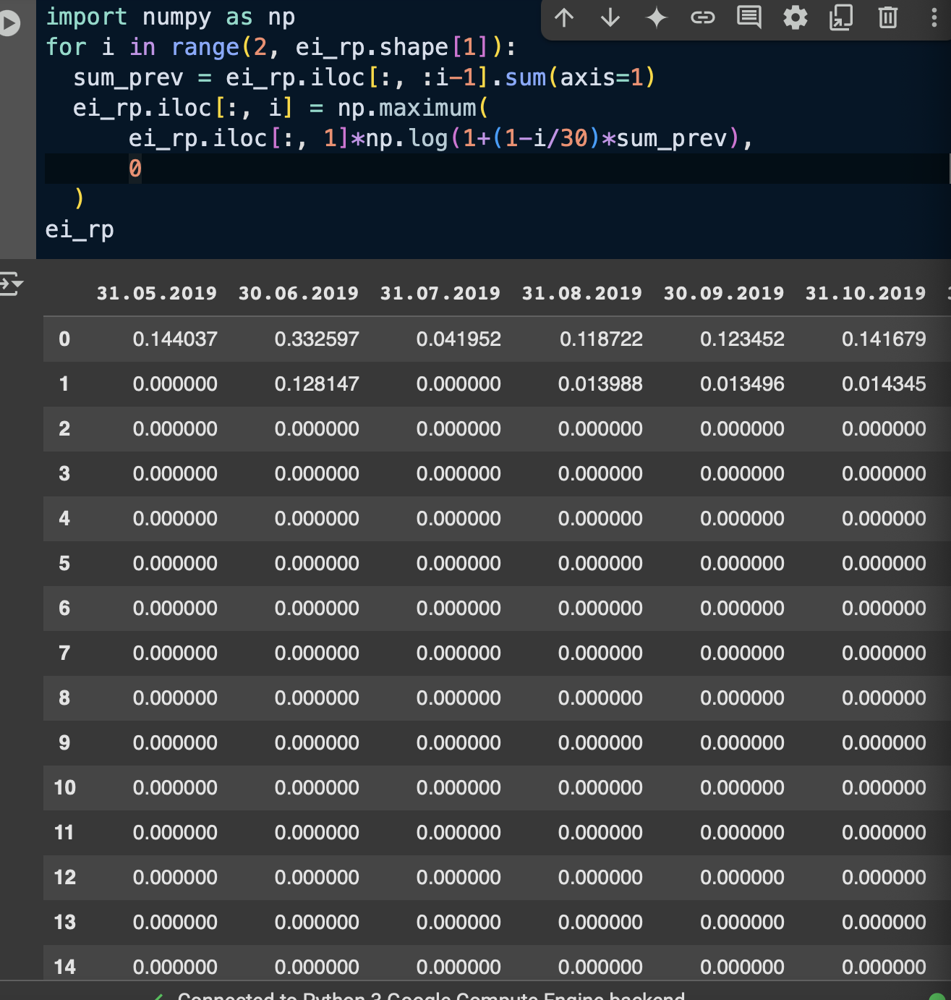 import numpy as np
for i in range(2, ei_rp.shape[1]):
  sum_prev = ei_rp.iloc[:, :i-1].sum(axis=1)
  ei_rp.iloc[:, i] = np.maximum(
      ei_rp.iloc[:, 1]*np.log(1+(1-i/30)*sum_prev),
      0
  )
ei_rp
31.05.2019 30.06.2019 31.07.2019 31.08.2019 30.09.2019 31.10.2019
0 0.144037 0.332597 0.041952 0.118722 0.123452 0.141679
1 0.000000 0.128147 0.000000 0.013988 0.013496 0.014345
2 0.000000 0.000000 0.000000 0.000000 0.000000 0.000000
3 0.000000 0.000000 0.000000 0.000000 0.000000 0.000000
4 0.000000 0.000000 0.000000 0.000000 0.000000 0.000000
5 0.000000 0.000000 0.000000 0.000000 0.000000 0.000000
6 0.000000 0.000000 0.000000 0.000000 0.000000 0.000000
7 0.000000 0.000000 0.000000 0.000000 0.000000 0.000000
8 0.000000 0.000000 0.000000 0.000000 0.000000 0.000000
9 0.000000 0.000000 0.000000 0.000000 0.000000 0.000000
10 0.000000 0.000000 0.000000 0.000000 0.000000 0.000000
11 0.000000 0.000000 0.000000 0.000000 0.000000 0.000000
12 0.000000 0.000000 0.000000 0.000000 0.000000 0.000000
13 0.000000 0.000000 0.000000 0.000000 0.000000 0.000000
14 0.000000 0.000000 0.000000 0.000000 0.000000 0.000000
Connected to Python 3 Google Compute Engine backend